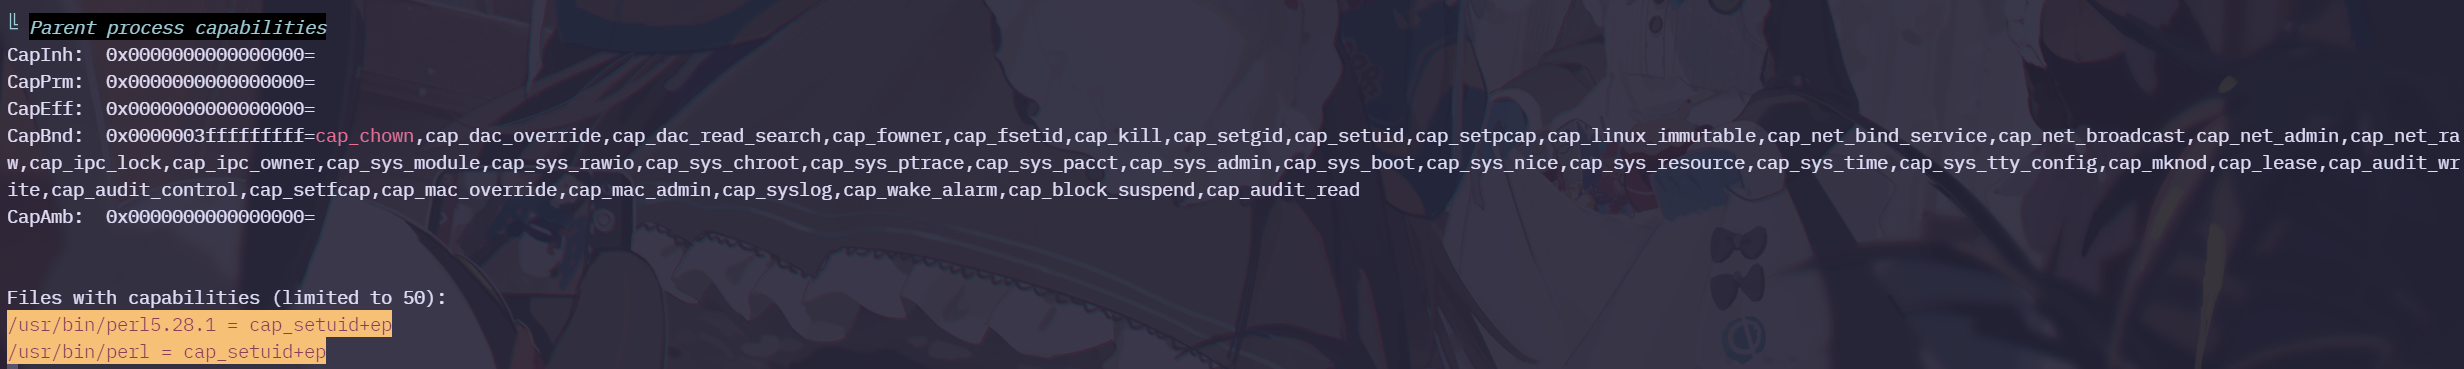 ╚ Parent process capabilities
CapInh:  0x0000000000000000=
CapPrm:  0x0000000000000000=
CapEff:  0x0000000000000000=
CapBnd:  0x0000003fffffffff=cap_chown,cap_dac_override,cap_dac_read_search,cap_fowner,cap_fsetid,cap_kill,cap_setgid,cap_setuid,cap_setpcap,cap_linux_immutable,cap_net_bind_service,cap_net_broadcast,cap_net_admin,cap_net_ra
w,cap_ipc_lock,cap_ipc_owner,cap_sys_module,cap_sys_rawio,cap_sys_chroot,cap_sys_ptrace,cap_sys_pacct,cap_sys_admin,cap_sys_boot,cap_sys_nice,cap_sys_resource,cap_sys_time,cap_sys_tty_config,cap_mknod,cap_lease,cap_audit_wr
ite,cap_audit_control,cap_setfcap,cap_mac_override,cap_mac_admin,cap_syslog,cap_wake_alarm,cap_block_suspend,cap_audit_read
CapAmb:  0x0000000000000000=
Files with capabilities (limited to 50):
/usr/bin/perl5.28.1 = cap_setuid+ep
/usr/bin/perl = cap_setuid+ep